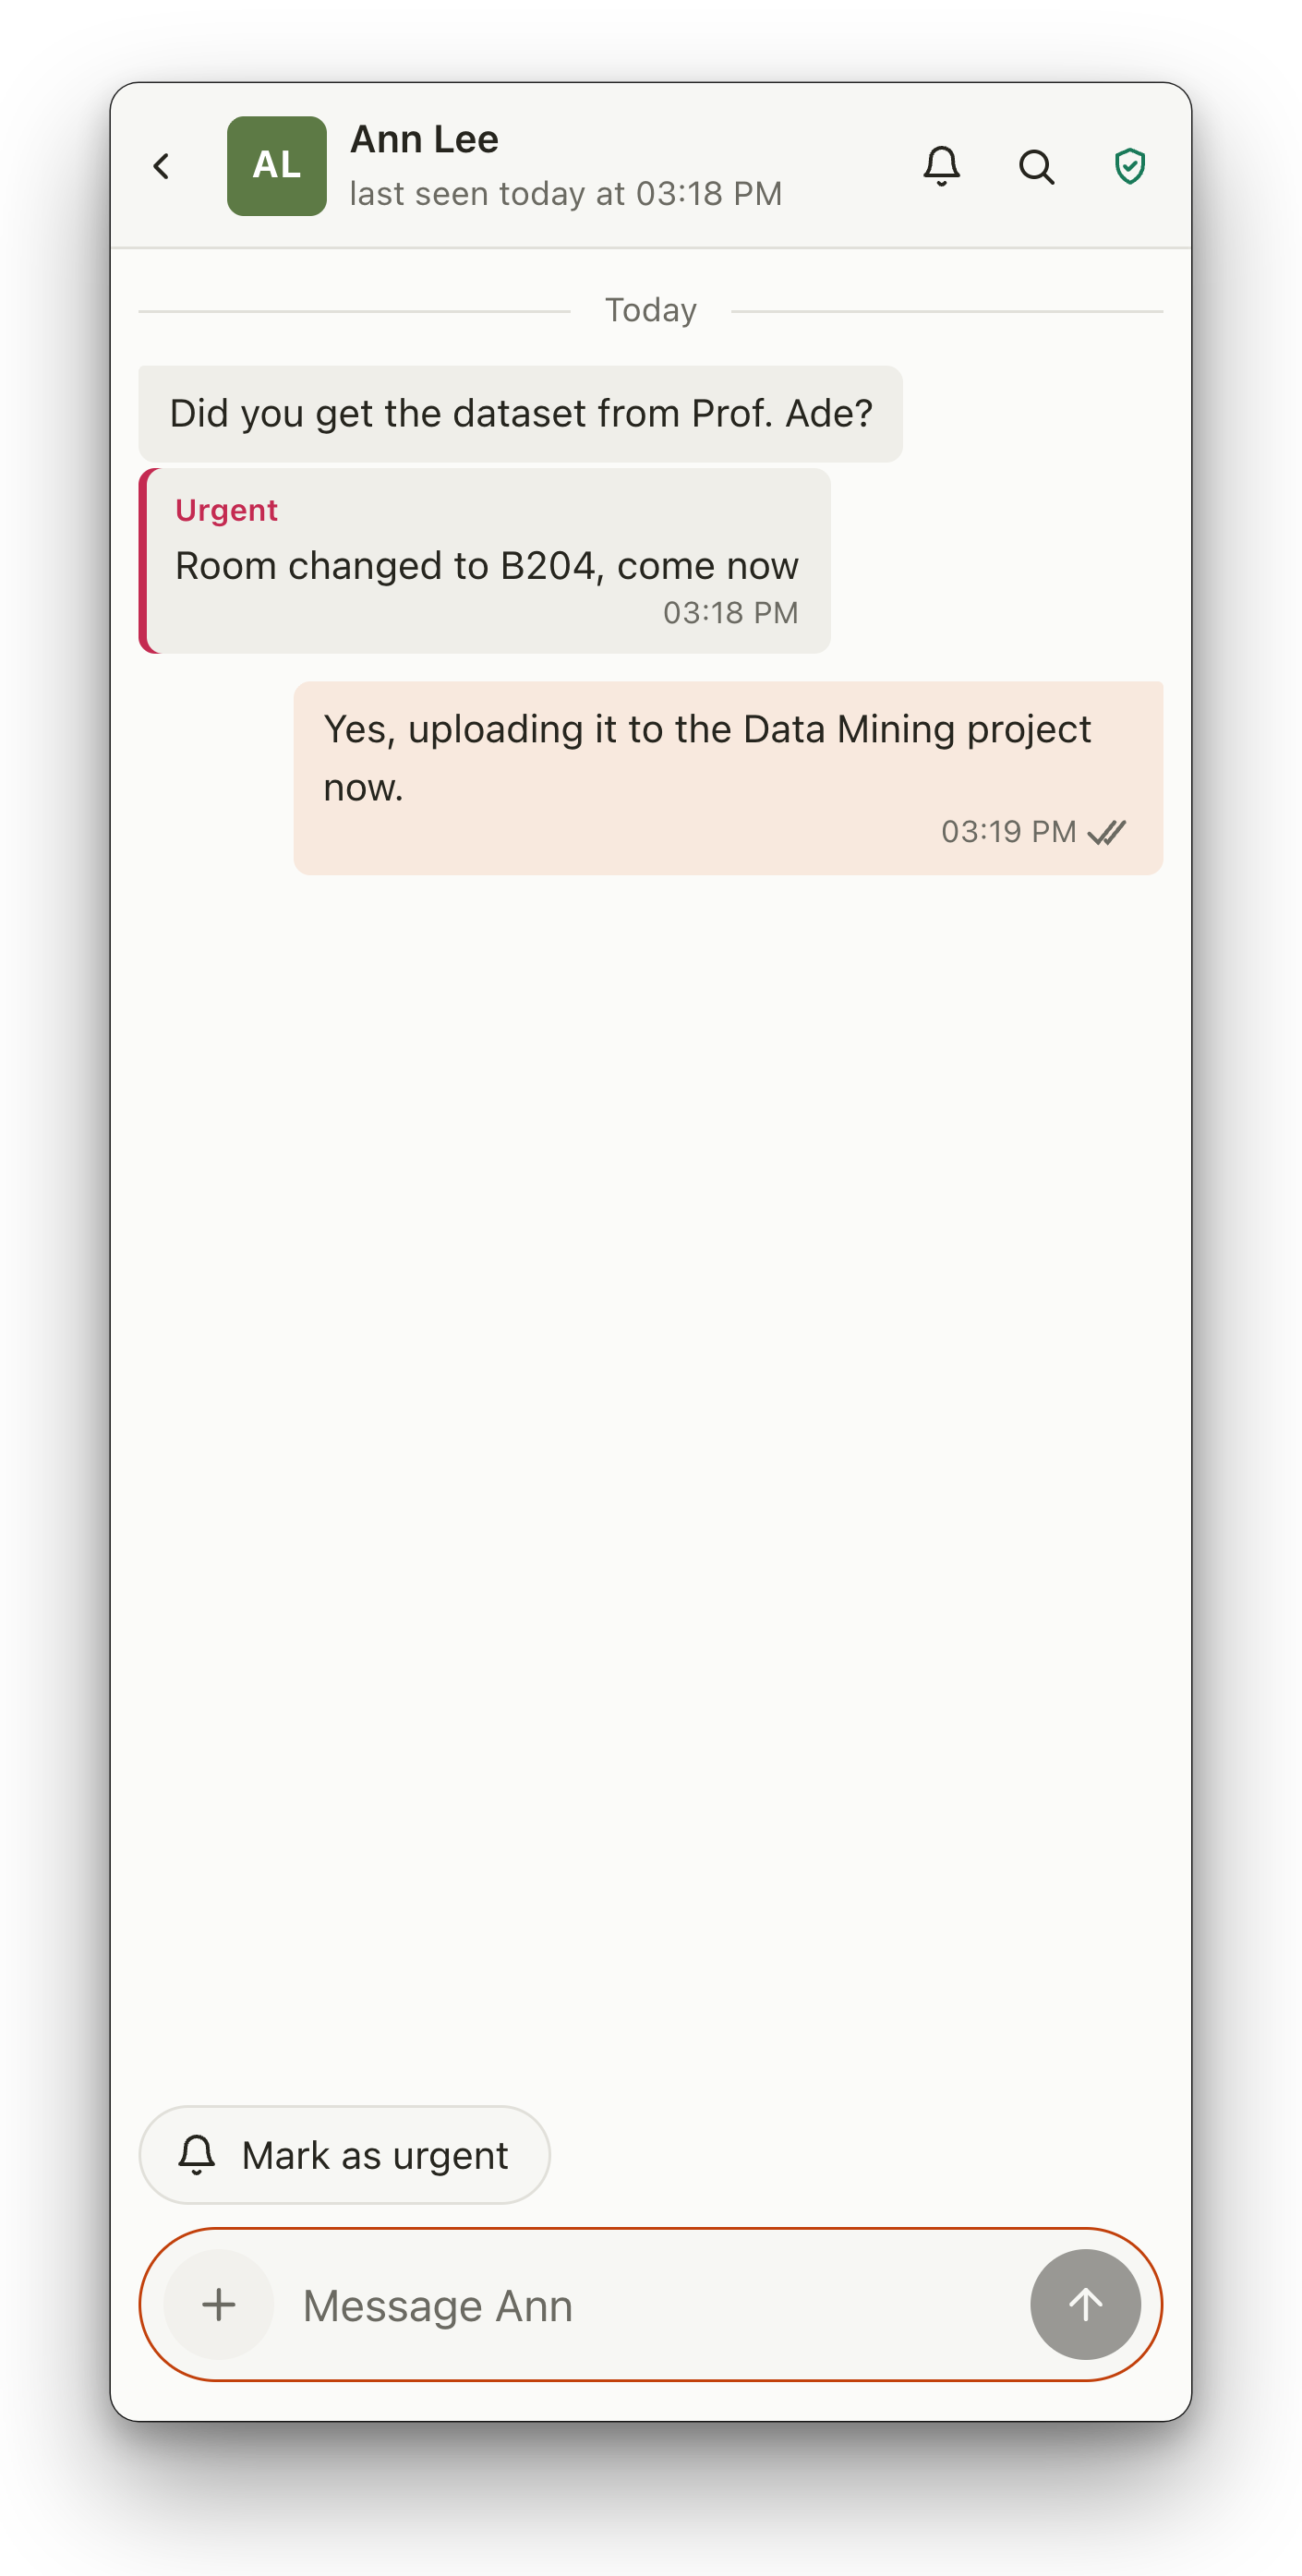 AL
Ann Lee
last seen today at 03:18 PM
Today
Did you get the dataset from Prof. Ade?
Urgent
Room changed to B204, come now
03:18 PM
Yes, uploading it to the Data Mining project
now.
03:19 PM
Mark as urgent
Message Ann